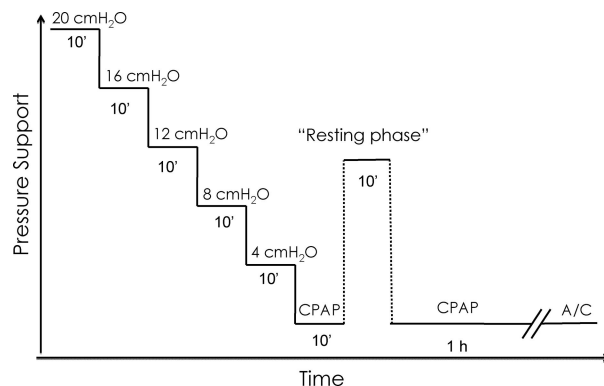 20 cmH₂O
10’
16 cmH₂O
10’
12 cmH₂O
10’
“Resting phase”
10’
8 cmH₂O
10’
4 cmH₂O
10’
CPAP
10’
CPAP
1 h
A/C
Pressure Support
Time